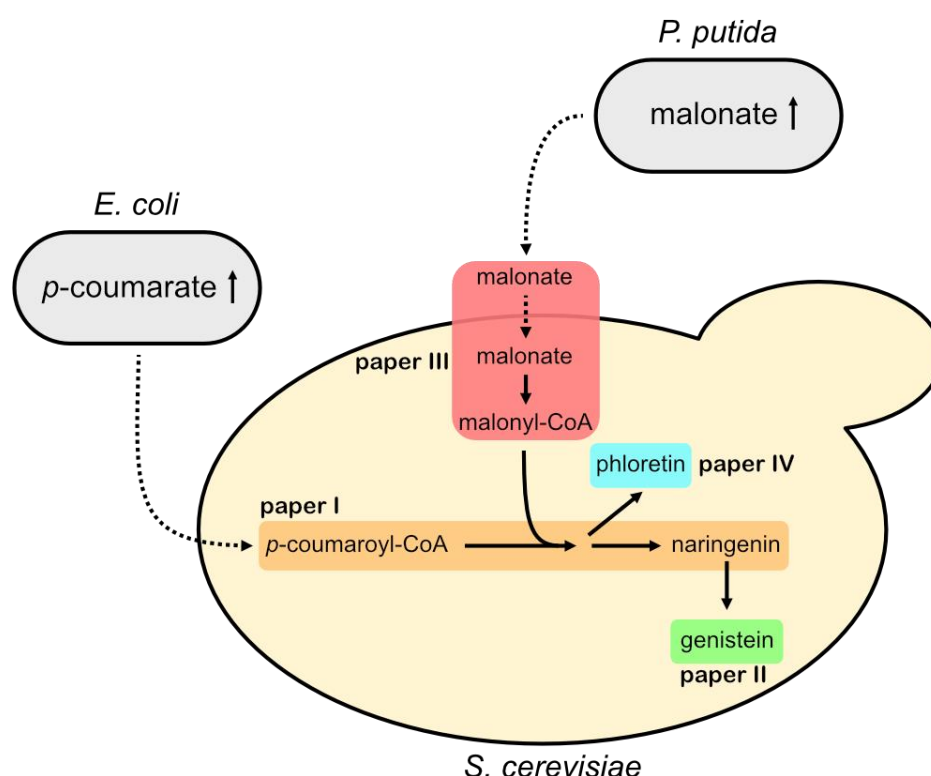 P. putida
malonate
E. coli
p-coumarate
malonate
malonate
paper III
malonyl-CoA
phloretin paper IV
paper I
p-coumaroyl-CoA
naringenin
genistein
paper II
S. cerevisiae